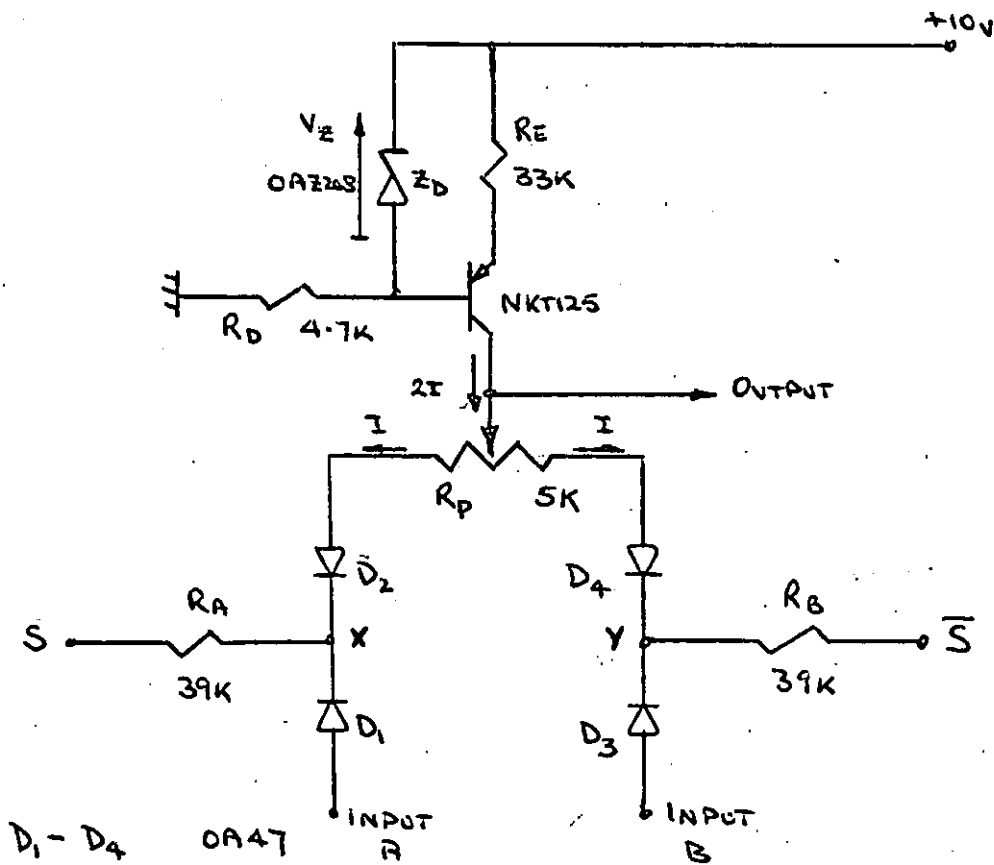 +10V
VZ
OAZ203
ZD
RE
33K
RD 4.7K
NKT125
2I
OUTPUT
I
I
RP
5K
D2
D4
RA
RB
S
X
Y
S̅
39K
39K
D1
D3
INPUT
A
INPUT
B
D1 - D4 OA47